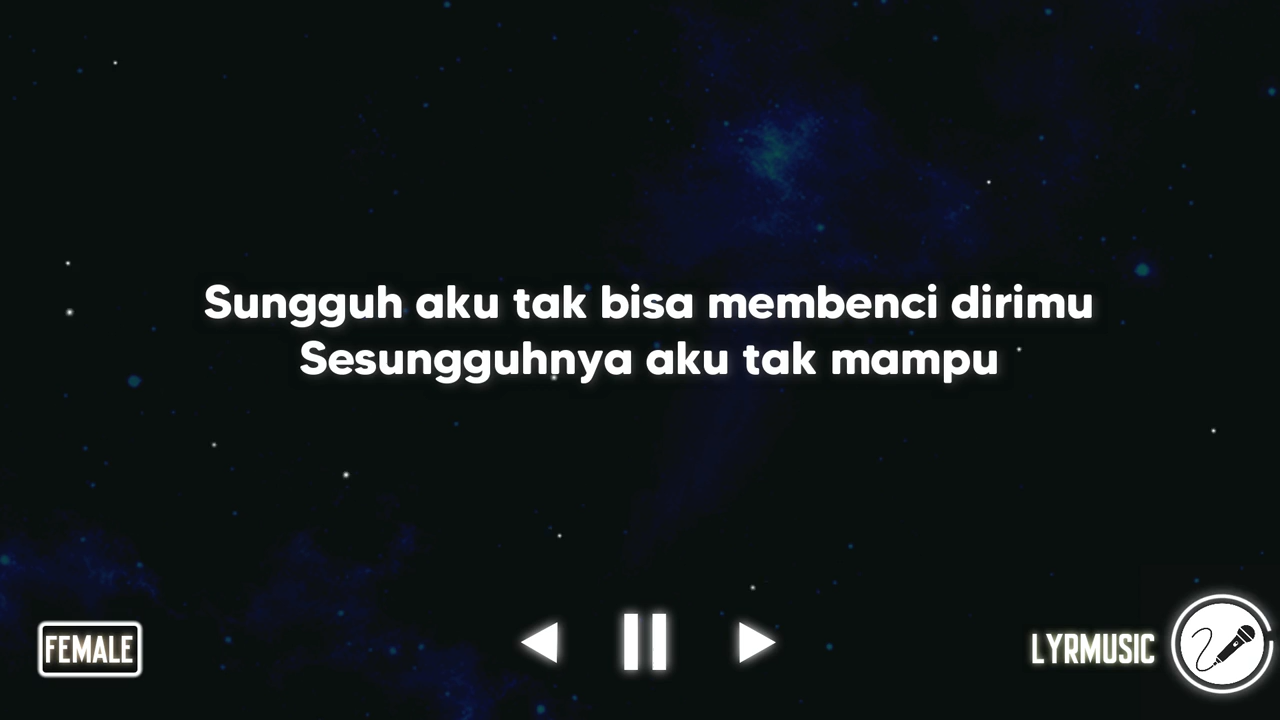 Sungguh aku tak bisa membenci dirimu
Sesungguhnya aku tak mampu
FEMALE
LYRMUSIC